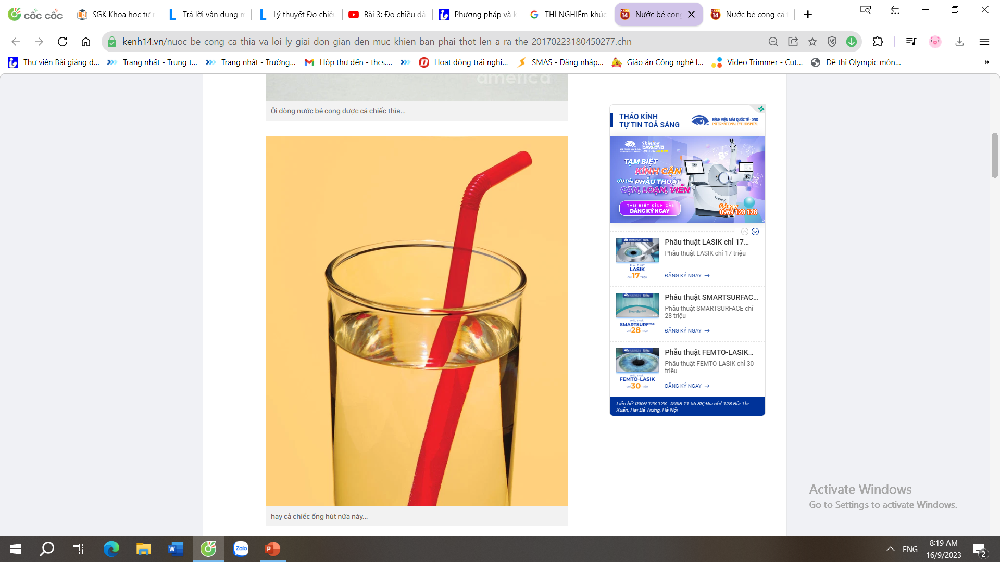 cốc cốc
SGK Khoa học tự
Trả lời vận dụng
Lý thuyết Đo chiều
Bài 3: Đo chiều dà
Phương pháp và k
THÍ NGHIỆm khúc
Nước bẻ cong
Nước bẻ cong cả
kenh14.vn/nuoc-be-cong-ca-thia-va-loi-ly-giai-don-gian-den-muc-khien-ban-phai-thot-len-a-ra-the-20170223180450277.chn
Thư viện Bài giảng đ...
Trang nhất - Trung t...
Trang nhất - Trường...
Hộp thư đến - thcs....
Hoạt động trải nghi...
SMAS - Đăng nhập...
Giáo án Công nghệ l...
Video Trimmer - Cut...
Đề thi Olympic môn...
»
america
Ôi dòng nước bẻ cong được cả chiếc thìa...
THÁO KÍNH
TỰ TIN TOẢ SÁNG
BỆNH VIỆN MẮT QUỐC TẾ - DND
INTERNATIONAL EYE HOSPITAL
Shining
DAYS DND
TẠM BIỆT
KÍNH CẬN
ƯU ĐÃI PHẪU THUẬT
CẬN, LOẠN, VIỄN
TẠM BIỆT KÍNH CẬN
ĐĂNG KÝ NGAY
8s
VISUMAX
Gọi ngay
0969 128 128
Phẫu thuật LASIK chỉ 17...
Phẫu thuật LASIK chỉ 17 triệu
ĐĂNG KÝ NGAY →
PHẪU THUẬT
LASIK
CHỈ 17 TRIỆU
Phẫu thuật SMARTSURFAC...
Phẫu thuật SMARTSURFACE chỉ
28 triệu
ĐĂNG KÝ NGAY →
SmartSurf
PHẪU THUẬT
SMARTSURFACE
CHỈ 28 TRIỆU
Phẫu thuật FEMTO-LASIK...
Phẫu thuật FEMTO-LASIK chỉ 30
triệu
ĐĂNG KÝ NGAY →
PHẪU THUẬT
FEMTO-LASIK
CHỈ 30 TRIỆU
Liên hệ: 0969 128 128 - 0968 11 55 88; Địa chỉ: 128 Bùi Thị
Xuân, Hai Bà Trưng, Hà Nội
hay cả chiếc ống hút nữa này...
Activate Windows
Go to Settings to activate Windows.
Zalo
ENG
8:19 AM
16/9/2023
2